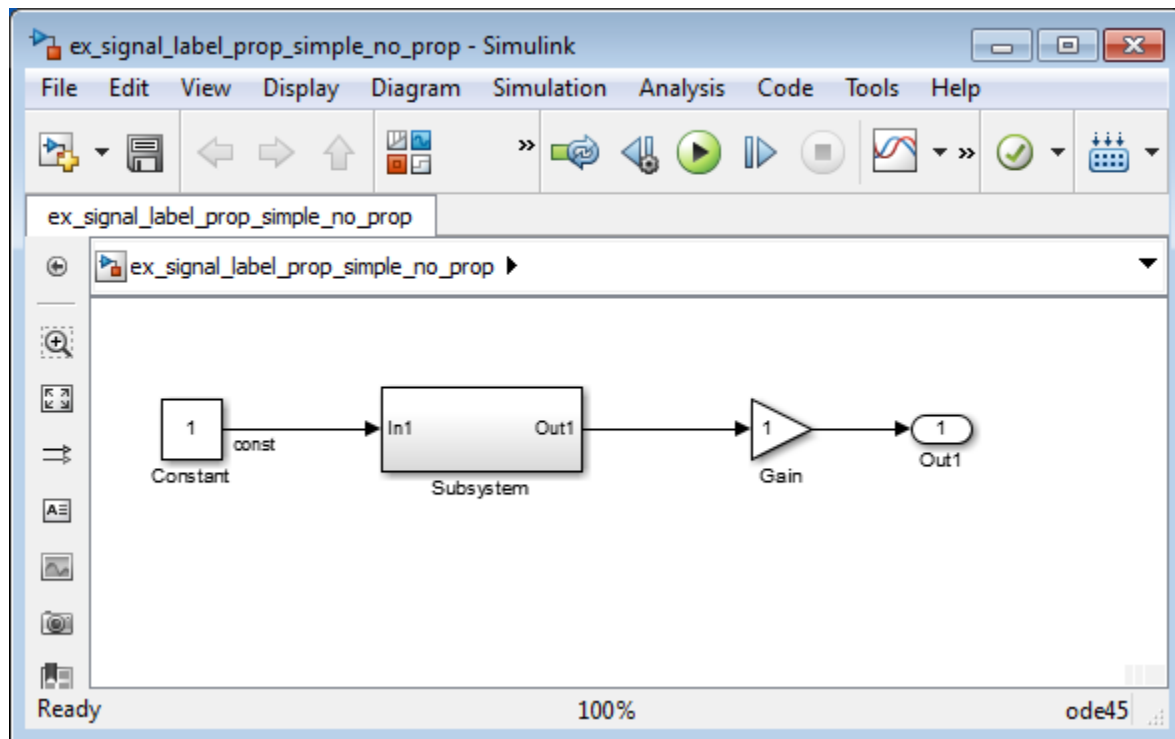 ex_signal_label_prop_simple_no_prop - Simulink
File Edit View Display Diagram Simulation Analysis Code Tools Help
» »
ex_signal_label_prop_simple_no_prop
ex_signal_label_prop_simple_no_prop
1 const In1 Out1 1 1
Constant Subsystem Gain Out1
Ready 100% ode45